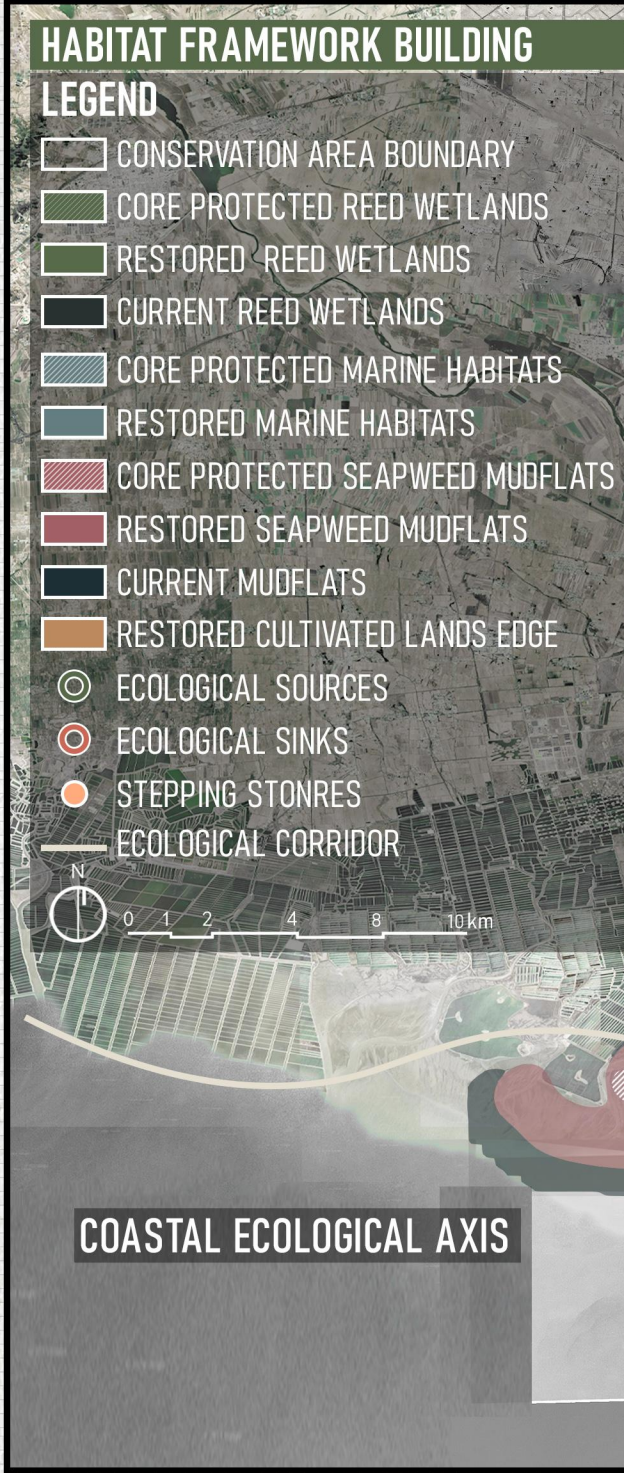 HABITAT FRAMEWORK BUILDING
LEGEND
CONSERVATION AREA BOUNDARY
CORE PROTECTED REED WETLANDS
RESTORED REED WETLANDS
CURRENT REED WETLANDS
CORE PROTECTED MARINE HABITATS
RESTORED MARINE HABITATS
CORE PROTECTED SEAPWEED MUDFLATS
RESTORED SEAPWEED MUDFLATS
CURRENT MUDFLATS
RESTORED CULTIVATED LANDS EDGE
ECOLOGICAL SOURCES
ECOLOGICAL SINKS
STEPPING STONRES
ECOLOGICAL CORRIDOR
N
0 1 2 4 8 10 km
COASTAL ECOLOGICAL AXIS